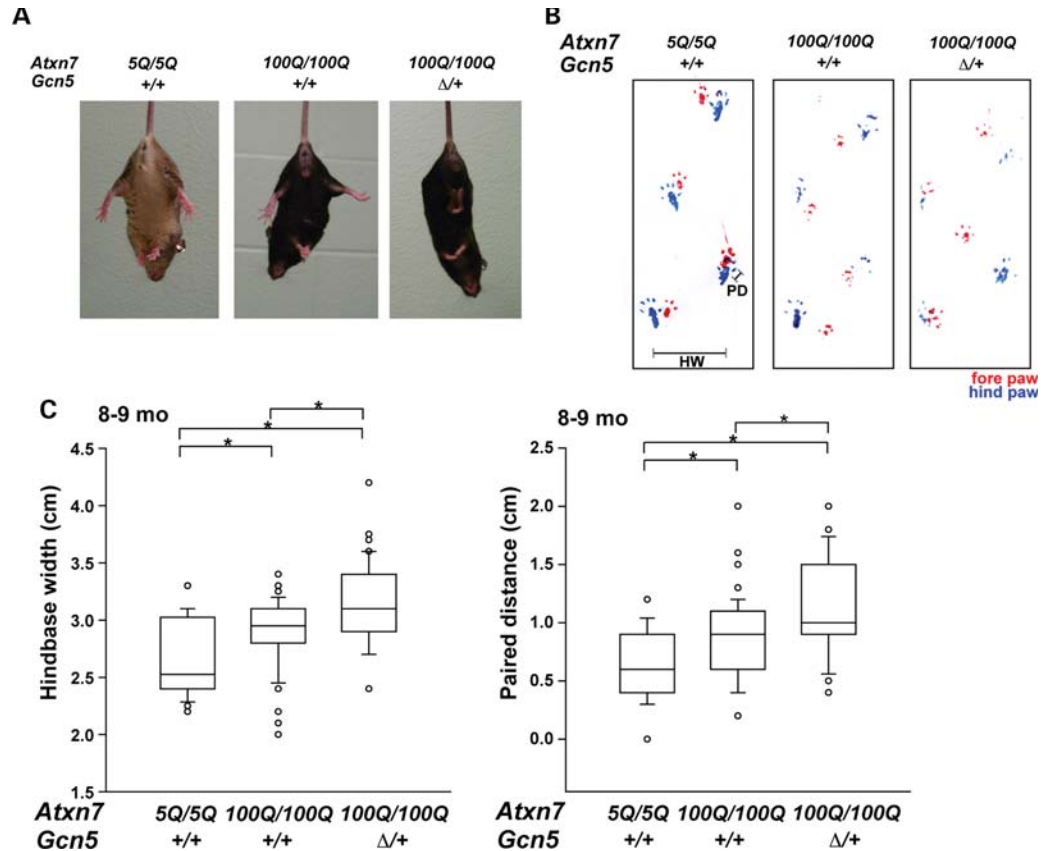 A
Atxn7 5Q/5Q 100Q/100Q 100Q/100Q
Gcn5 +/+ +/+ Δ/+
B
Atxn7 5Q/5Q 100Q/100Q 100Q/100Q
Gcn5 +/+ +/+ Δ/+
PD
HW
fore paw
hind paw
C
8-9 mo
*
*
*
Hindbase width (cm)
4.5
4.0
3.5
3.0
2.5
2.0
1.5
Atxn7 5Q/5Q 100Q/100Q 100Q/100Q
Gcn5 +/+ +/+ Δ/+
8-9 mo
*
*
*
Paired distance (cm)
2.5
2.0
1.5
1.0
0.5
0.0
5Q/5Q 100Q/100Q 100Q/100Q
+/+ +/+ Δ/+